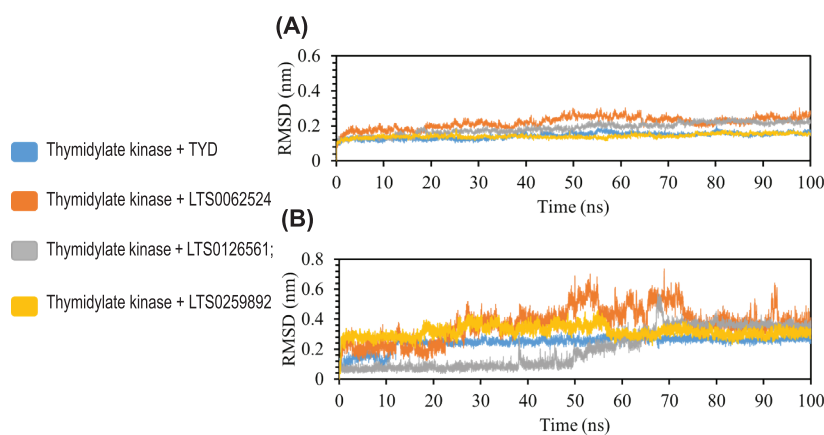 (A)
0.6
0.4
0.2
0
RMSD (nm)
0 10 20 30 40 50 60 70 80 90 100
Time (ns)
Thymidylate kinase + TYD
Thymidylate kinase + LTS0062524
Thymidylate kinase + LTS0126561;
Thymidylate kinase + LTS0259892
(B)
0.8
0.6
0.4
0.2
0
RMSD (nm)
0 10 20 30 40 50 60 70 80 90 100
Time (ns)